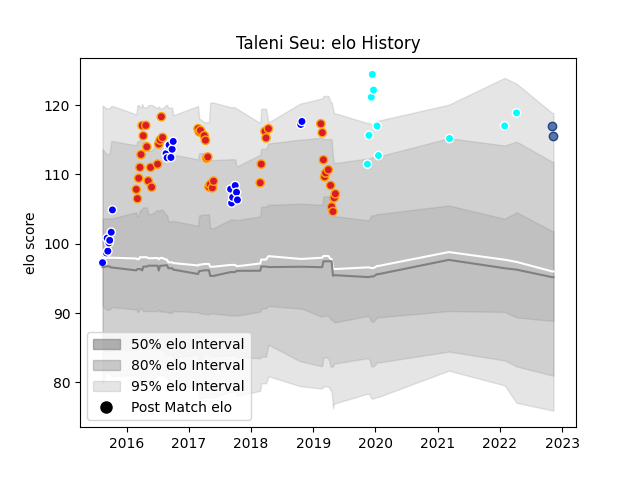 Taleni Seu: elo History
120
110
100
90
80
elo score
50% elo Interval
80% elo Interval
95% elo Interval
Post Match elo
2016 2017 2018 2019 2020 2021 2022 2023